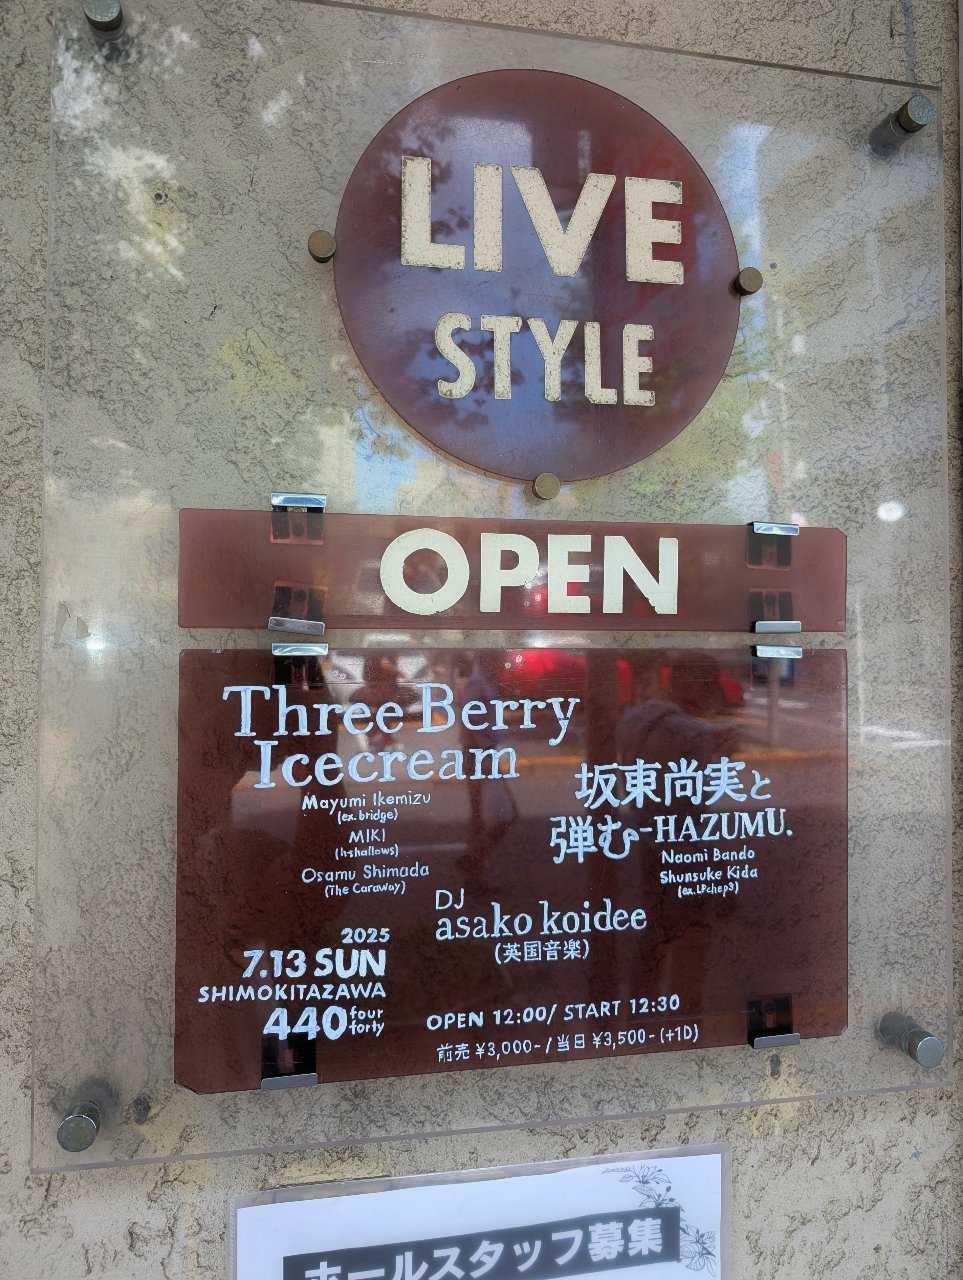 LIVE
STYLE
OPEN
Three Berry
Icecream
Mayumi Ikemizu
(ex. bridge)
MIKI
(h-shallows)
Osamu Shimada
(The Caraway)
坂東尚実と
弾む-HAZUMU.
Naomi Bando
Shunsuke Kida
(ex.LPchep3)
DJ
asako koidee
(英国音楽)
2025
7.13 SUN
SHIMOKITAZAWA
440 four forty
OPEN 12:00/ START 12:30
前売 ¥3,000- / 当日 ¥3,500- (+1D)
ホールスタッフ募集